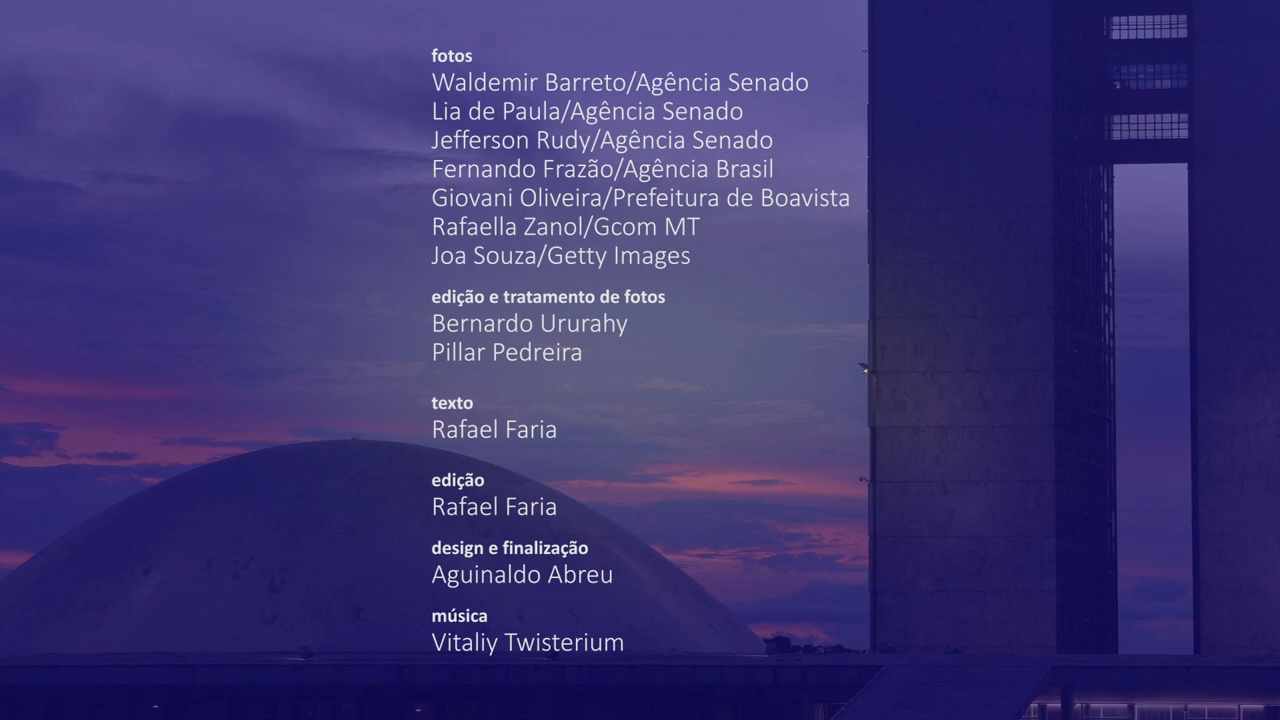 fotos
Waldemir Barreto/Agência Senado
Lia de Paula/Agência Senado
Jefferson Rudy/Agência Senado
Fernando Frazão/Agência Brasil
Giovani Oliveira/Prefeitura de Boavista
Rafaella Zanol/Gcom MT
Joa Souza/Getty Images
edição e tratamento de fotos
Bernardo Ururahy
Pillar Pedreira
texto
Rafael Faria
edição
Rafael Faria
design e finalização
Aguinaldo Abreu
música
Vitaliy Twisterium